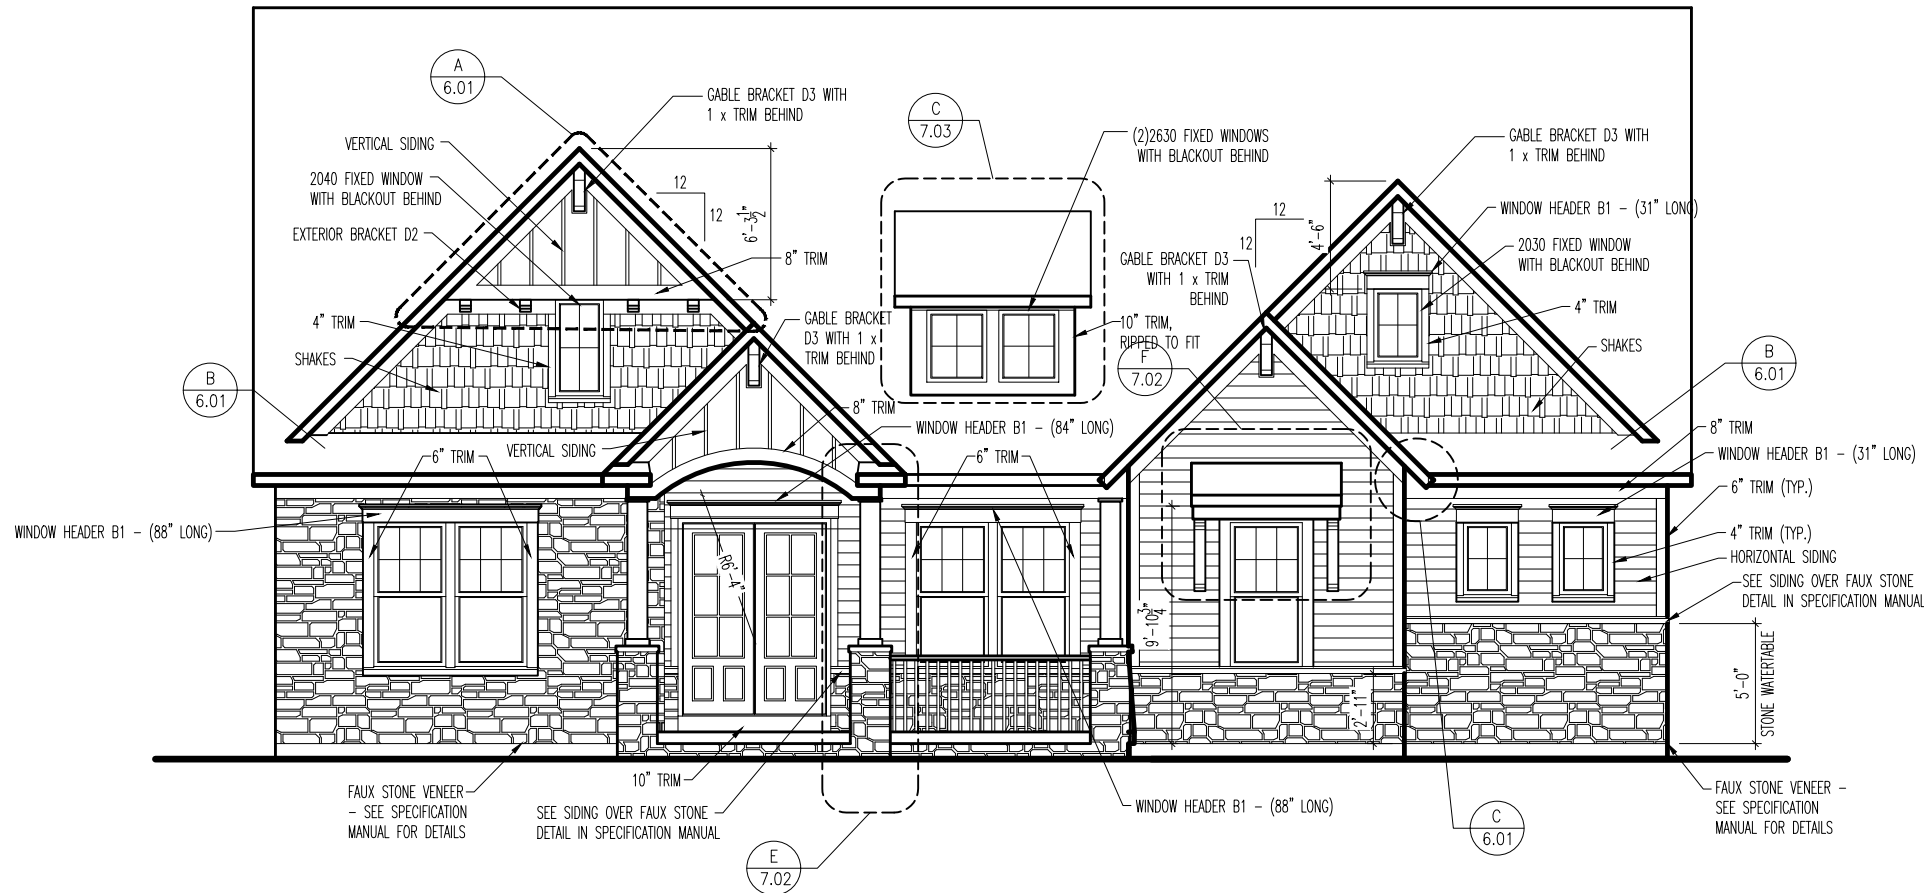 A
6.01
GABLE BRACKET D3 WITH
1 x TRIM BEHIND
C
7.03
(2)2630 FIXED WINDOWS
WITH BLACKOUT BEHIND
GABLE BRACKET D3 WITH
1 x TRIM BEHIND
VERTICAL SIDING
2040 FIXED WINDOW
WITH BLACKOUT BEHIND
EXTERIOR BRACKET D2
12
12
6'-3 1/2"
8" TRIM
12
12
4'-6"
WINDOW HEADER B1 - (31" LONG)
2030 FIXED WINDOW
WITH BLACKOUT BEHIND
GABLE BRACKET D3
WITH 1 x TRIM
BEHIND
4" TRIM
SHAKES
GABLE BRACKET
D3 WITH 1 x
TRIM BEHIND
10" TRIM,
RIPPED TO FIT
4" TRIM
SHAKES
B
6.01
F
7.02
B
6.01
8" TRIM
WINDOW HEADER B1 - (84" LONG)
VERTICAL SIDING
6" TRIM
6" TRIM
8" TRIM
WINDOW HEADER B1 - (31" LONG)
6" TRIM (TYP.)
WINDOW HEADER B1 - (88" LONG)
4" TRIM (TYP.)
HORIZONTAL SIDING
SEE SIDING OVER FAUX STONE
DETAIL IN SPECIFICATION MANUAL
R6'-4"
9'-10 3/4"
2'-11"
5'-0"
STONE WATERTABLE
10" TRIM
FAUX STONE VENEER
- SEE SPECIFICATION
MANUAL FOR DETAILS
SEE SIDING OVER FAUX STONE
DETAIL IN SPECIFICATION MANUAL
WINDOW HEADER B1 - (88" LONG)
FAUX STONE VENEER -
SEE SPECIFICATION
MANUAL FOR DETAILS
C
6.01
E
7.02